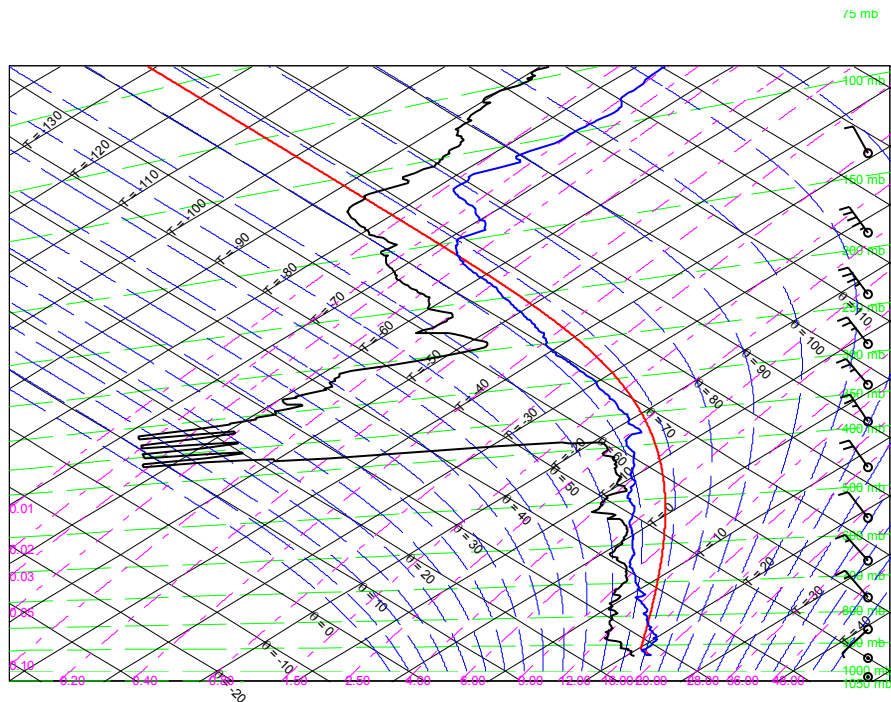 75 mb
100 mb
T = -130
T = -120
150 mb
T = -110
T = -100
T = -90
200 mb
T = -80
T = -70
250 mb
θ = 110
T = -60
θ = 100
300 mb
T = -50
θ = 90
T = -40
θ = 80
350 mb
T = -30
θ = 70
400 mb
T = -20
θ = 60
T = -10
θ = 50
500 mb
0.01
θ = 40
T = 0
θ = 30
T = 10
600 mb
0.02
θ = 20
T = 20
700 mb
0.03
θ = 10
T = 30
800 mb
0.06
θ = 0
T = 40
900 mb
θ = -10
0.10
1000 mb
0.20
0.40
0.80
1.50
2.50
4.00
6.00
9.00
12.00
16.00
20.00
28.00
36.00
48.00
1050 mb
θ = -20